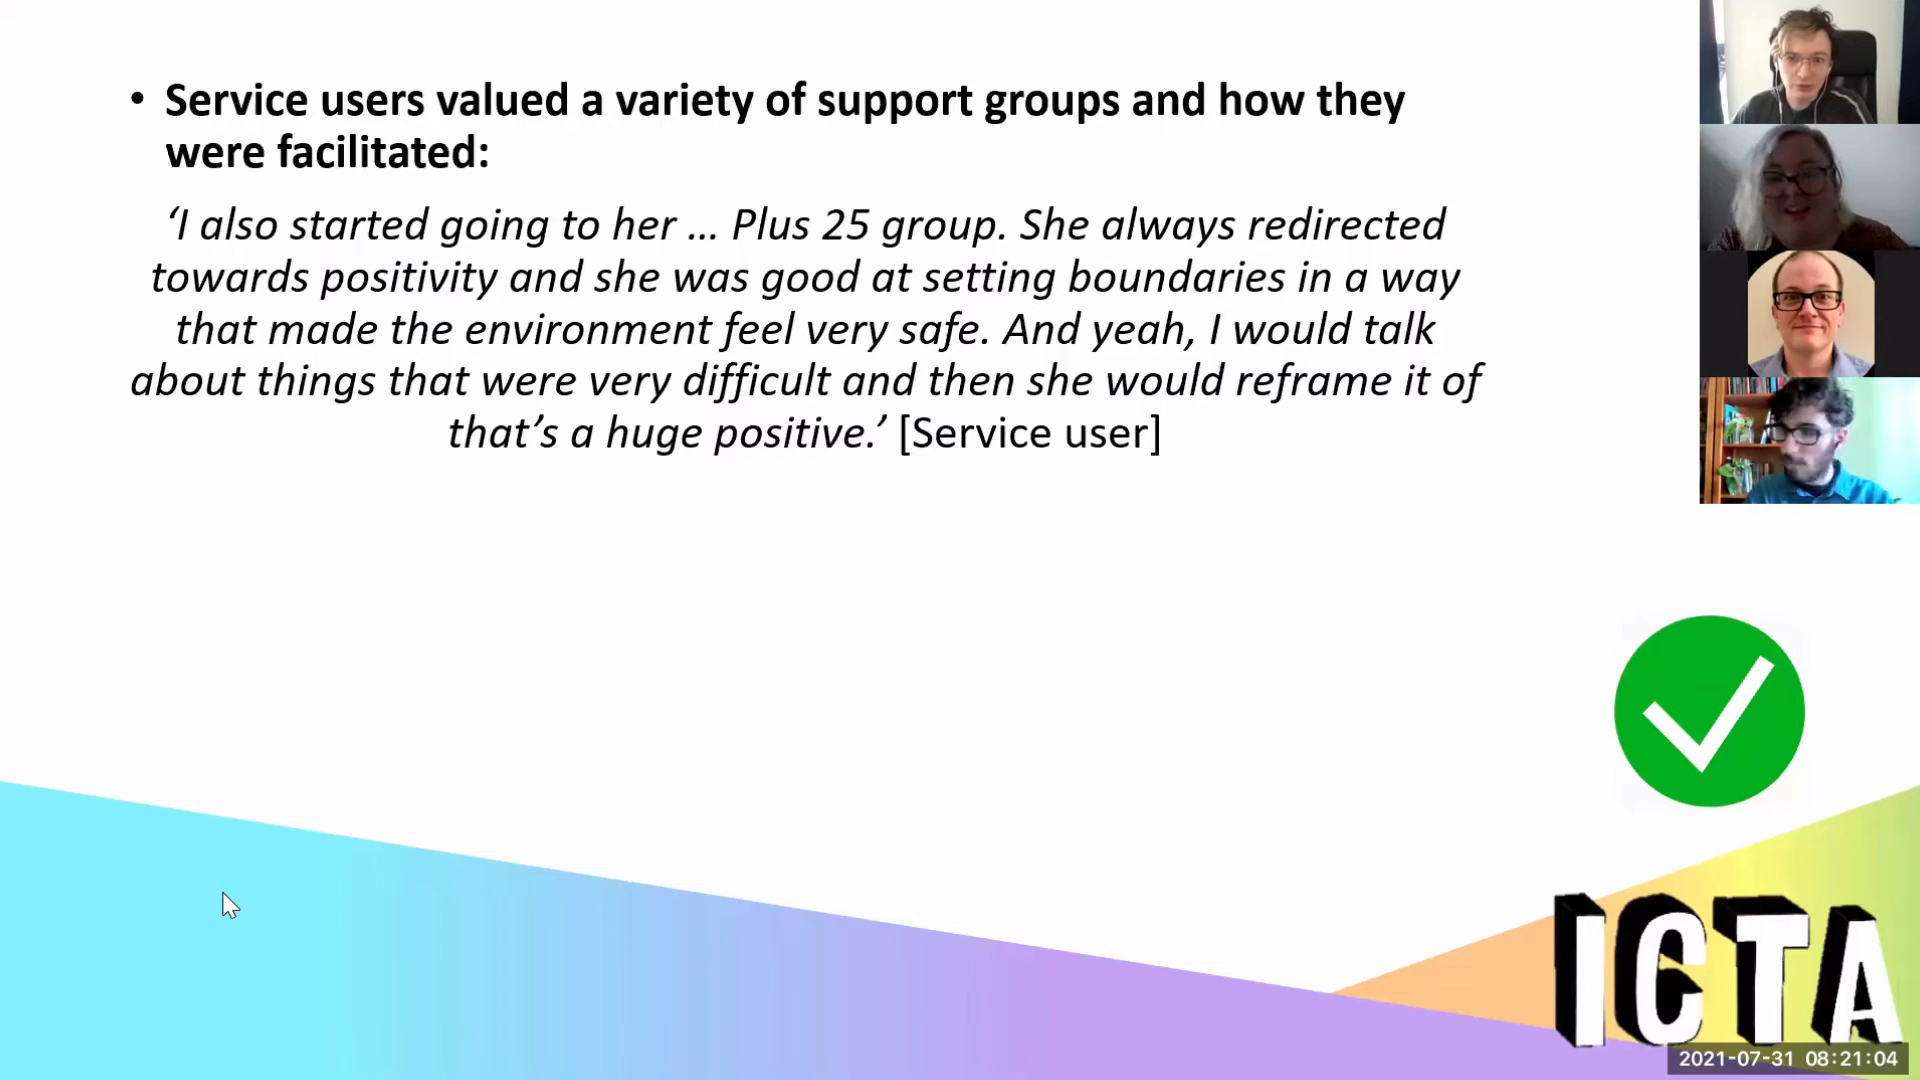 • Service users valued a variety of support groups and how they
were facilitated:
‘I also started going to her … Plus 25 group. She always redirected
towards positivity and she was good at setting boundaries in a way
that made the environment feel very safe. And yeah, I would talk
about things that were very difficult and then she would reframe it of
that’s a huge positive.’ [Service user]
ICTA
2021-07-31 08:21:04